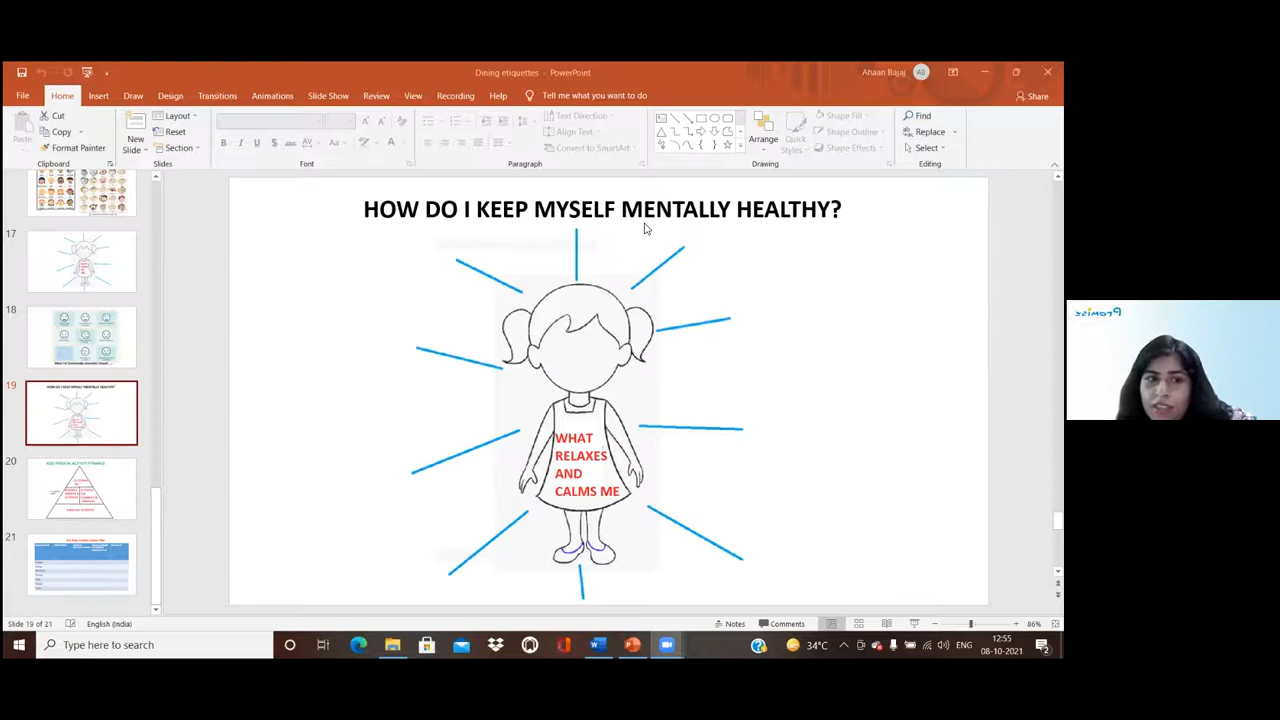 Dining etiquettes - PowerPoint
Ahaan Bajaj AB
File Home Insert Draw Design Transitions Animations Slide Show Review View Recording Help Tell me what you want to do
Share
Paste
Cut
Copy
Format Painter
Clipboard
New Slide
Layout
Reset
Section
Slides
Font
Text Direction
Align Text
Convert to SmartArt
Paragraph
Arrange
Quick Styles
Shape Fill
Shape Outline
Shape Effects
Drawing
Find
Replace
Select
Editing
17
18
19
20
21
HOW DO I KEEP MYSELF MENTALLY HEALTHY?
WHAT
RELAXES
AND
CALMS ME
Promise
Slide 19 of 21 English (India) Notes Comments 86%
Type here to search
34°C ENG 12:55
08-10-2021
2